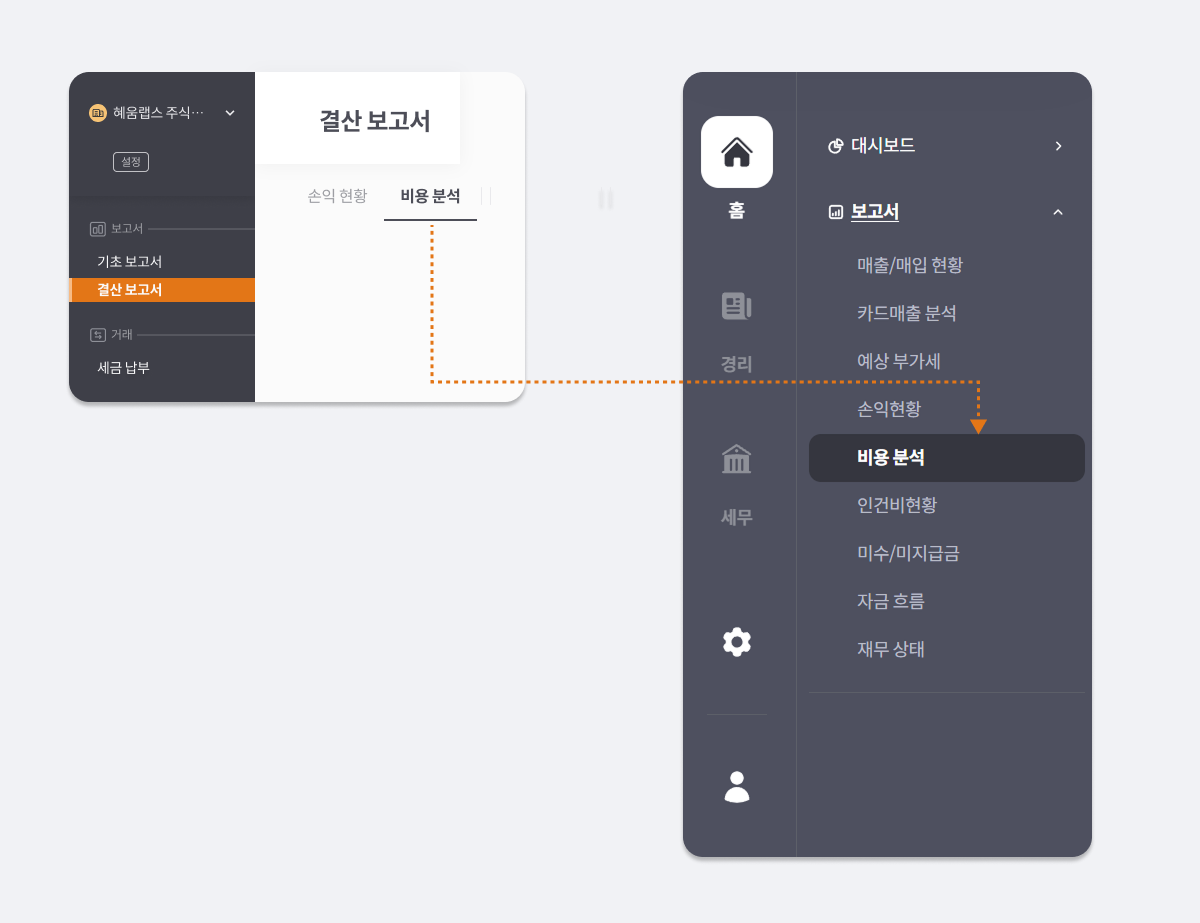 혜움랩스 주식…
설정
보고서
기초 보고서
결산 보고서
거래
세금 납부
결산 보고서
손익 현황
비용 분석
홈
경리
세무
대시보드
보고서
매출/매입 현황
카드매출 분석
예상 부가세
손익현황
비용 분석
인건비현황
미수/미지급금
자금 흐름
재무 상태